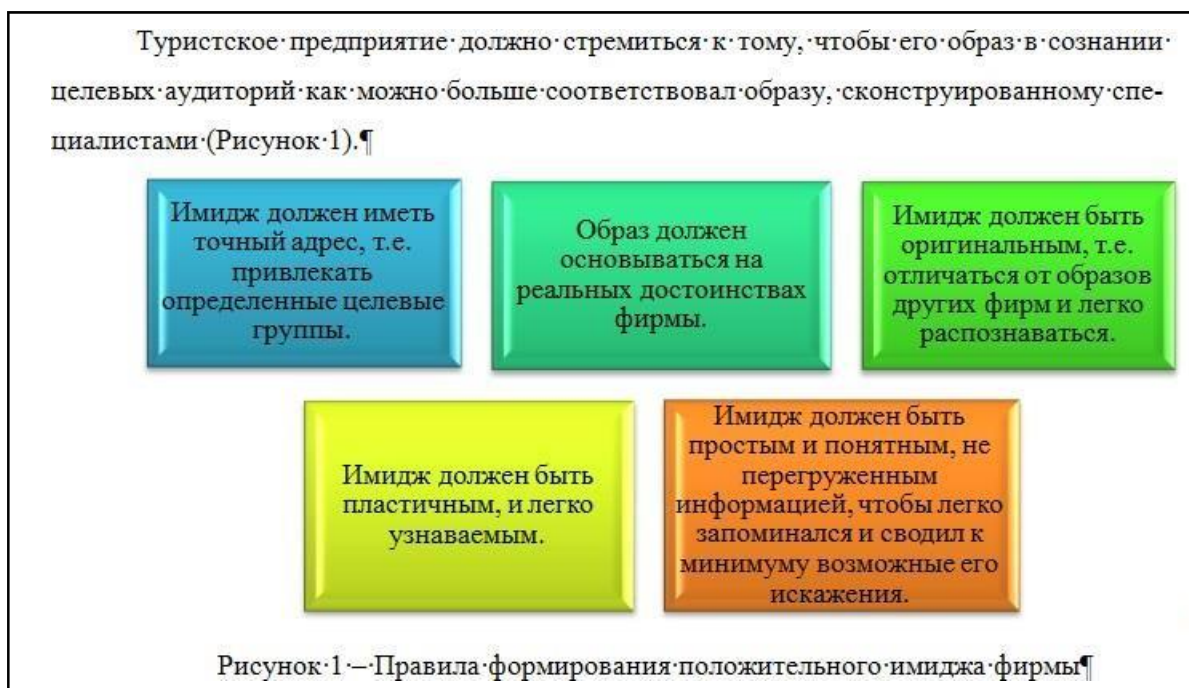 Туристское·предприятие·должно·стремиться·к·тому,·чтобы·его·образ·в·сознании·
целевых·аудиторий·как·можно·больше·соответствовал·образу,·сконструированному·спе-
циалистами·(Рисунок·1).¶
Имидж должен иметь
точный адрес, т.е.
привлекать
определенные целевые
группы.
Образ должен
основываться на
реальных достоинствах
фирмы.
Имидж должен быть
оригинальным, т.е.
отличаться от образов
других фирм и легко
распознаваться.
Имидж должен быть
пластичным, и легко
узнаваемым.
Имидж должен быть
простым и понятным, не
перегруженным
информацией, чтобы легко
запоминался и сводил к
минимуму возможные его
искажения.
Рисунок·1·–·Правила·формирования·положительного·имиджа·фирмы¶